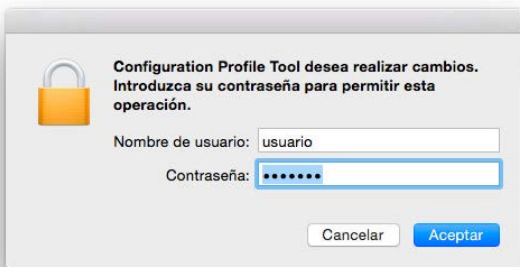 Configuration Profile Tool desea realizar cambios.
Introduzca su contraseña para permitir esta
operación.
Nombre de usuario: usuario
Contraseña: •••••••
Cancelar Aceptar